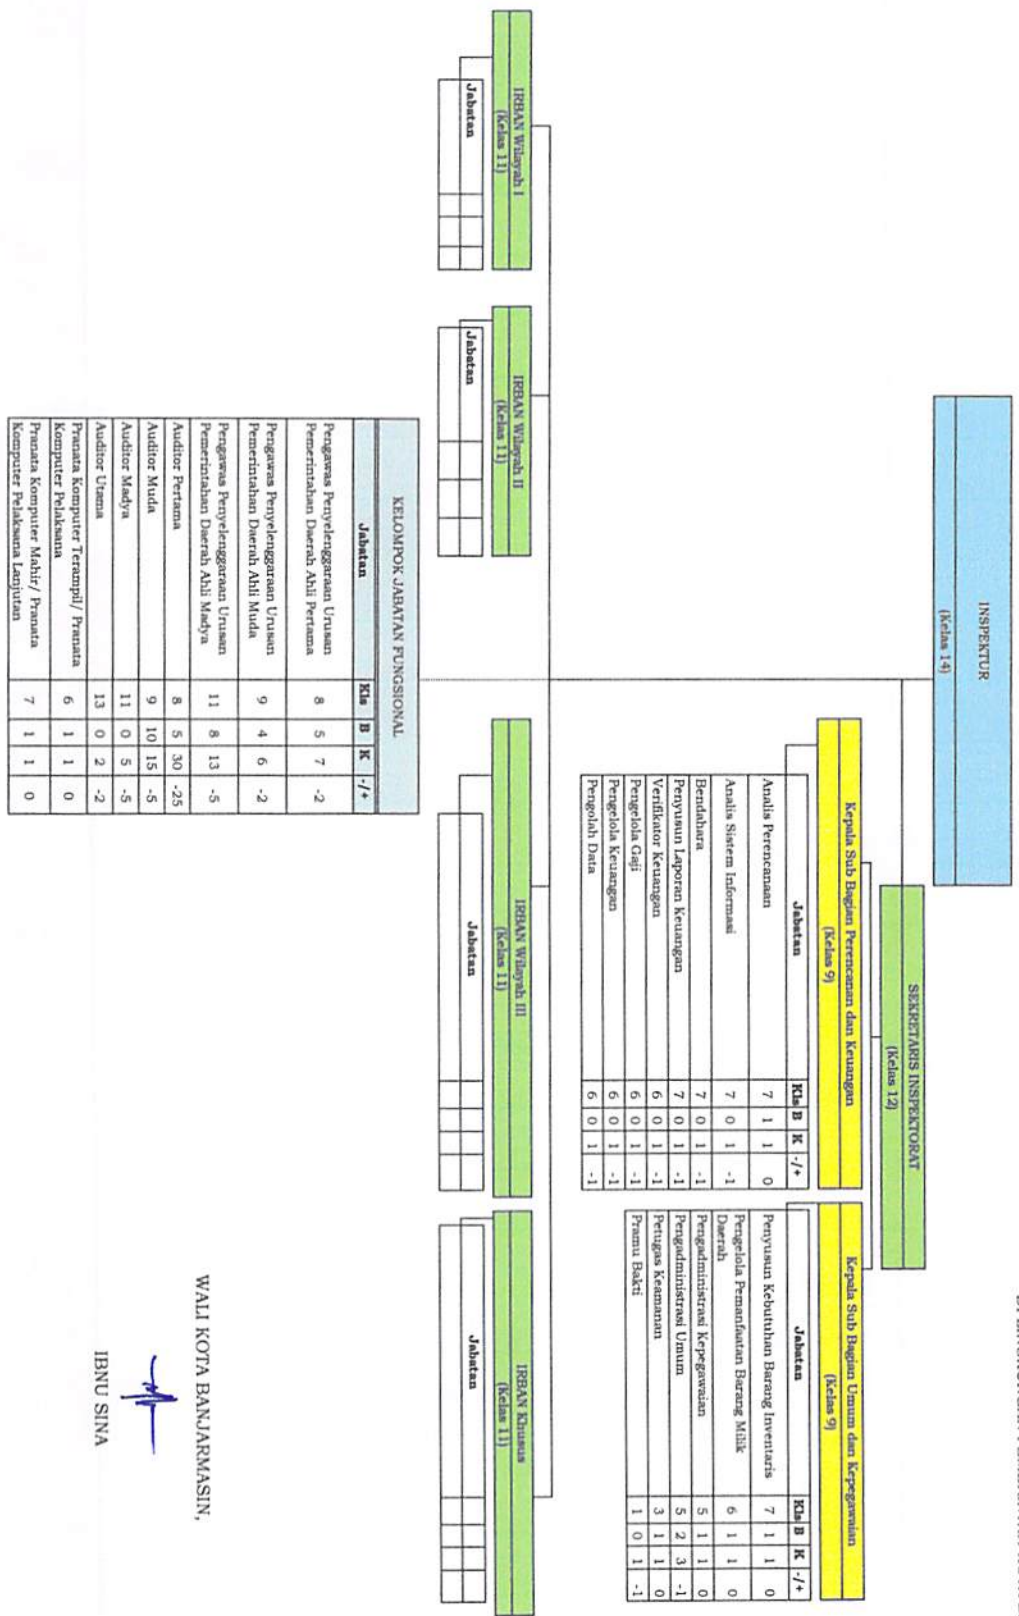 INSPEKTUR
(Kelas 14)
SEKRETARIS INSPEKTORAT
(Kelas 12)
Kepala Sub Bagian Perencanan dan Keuangan
(Kelas 9)
Jabatan Kls B K -/+
Analis Perencanaan 7 1 1 0
Analis Sistem Informasi 7 0 1 -1
Bendahara 7 0 1 -1
Penyusun Laporan Keuangan 7 0 1 -1
Verifikator Keuangan 6 0 1 -1
Pengelola Gaji 6 0 1 -1
Pengelola Keuangan 6 0 1 -1
Pengolah Data 6 0 1 -1
Kepala Sub Bagian Umum dan Kepegawaian
(Kelas 9)
Jabatan Kls B K -/+
Penyusun Kebutuhan Barang Inventaris 7 1 1 0
Pengelola Pemanfaatan Barang Milik
Daerah 6 1 1 0
Pengadministrasi Kepegawaian 5 1 1 0
Pengadministrasi Umum 5 2 3 -1
Petugas Keamanan 3 1 1 0
Pramu Bakti 1 0 1 -1
IRBAN Wilayah I
(Kelas 11)
Jabatan
IRBAN Wilayah II
(Kelas 11)
Jabatan
IRBAN Wilayah III
(Kelas 11)
Jabatan
IRBAN Khusus
(Kelas 11)
Jabatan
KELOMPOK JABATAN FUNGSIONAL
Jabatan Kls B K -/+
Pengawas Penyelenggaraan Urusan
Pemerintahan Daerah Ahli Pertama 8 5 7 -2
Pengawas Penyelenggaraan Urusan
Pemerintahan Daerah Ahli Muda 9 4 6 -2
Pengawas Penyelenggaraan Urusan
Pemerintahan Daerah Ahli Madya 11 8 13 -5
Auditor Pertama 8 5 30 -25
Auditor Muda 9 10 15 -5
Auditor Madya 11 0 5 -5
Auditor Utama 13 0 2 -2
Pranata Komputer Terampil/ Pranata
Komputer Pelaksana 6 1 1 0
Pranata Komputer Mahir/ Pranata
Komputer Pelaksana Lanjutan 7 1 1 0
WALI KOTA BANJARMASIN,
IBNU SINA